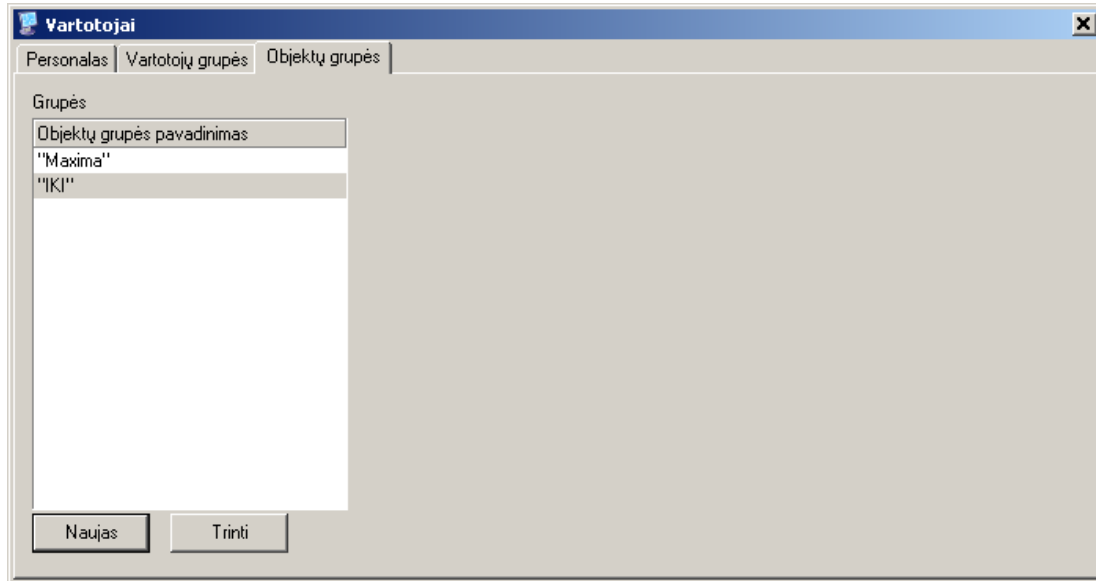 Vartotojai
Personalas Vartotojų grupės Objektų grupės
Grupės
Objektų grupės pavadinimas
"Maxima"
"IKI"
Naujas Trinti